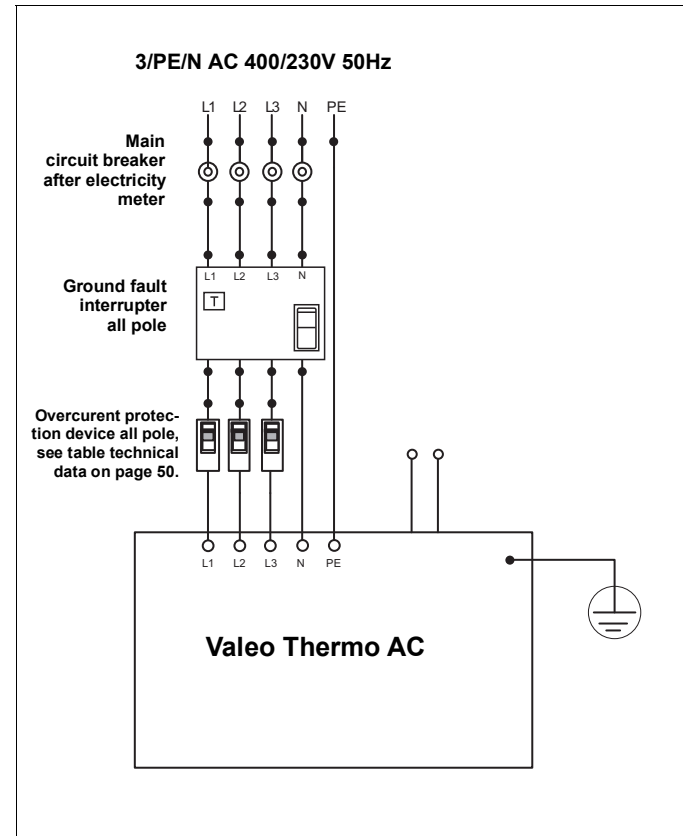 3/PE/N AC 400/230V 50Hz
L1 L2 L3 N PE
Main
circuit breaker
after electricity
meter
L1 L2 L3 N
Ground fault
interrupter
all pole
T
Overcurent protec-
tion device all pole,
see table technical
data on page 50.
L1 L2 L3 N PE
Valeo Thermo AC